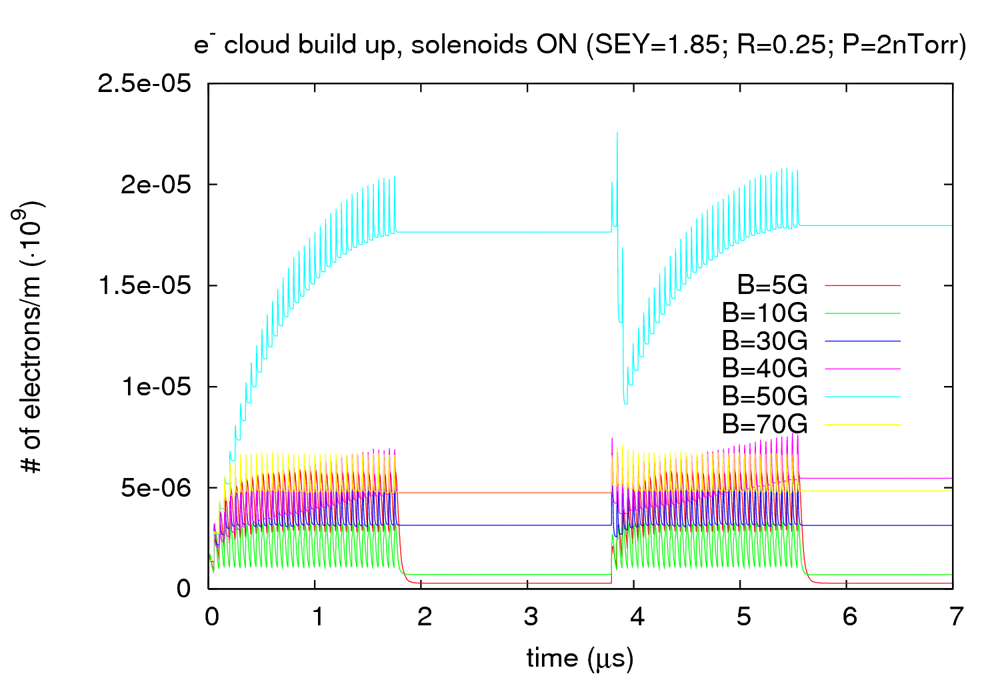 e⁻ cloud build up, solenoids ON (SEY=1.85; R=0.25; P=2nTorr)
2.5e-05
2e-05
1.5e-05
1e-05
5e-06
0
# of electrons/m (·10⁹)
B=5G
B=10G
B=30G
B=40G
B=50G
B=70G
0 1 2 3 4 5 6 7
time (μs)